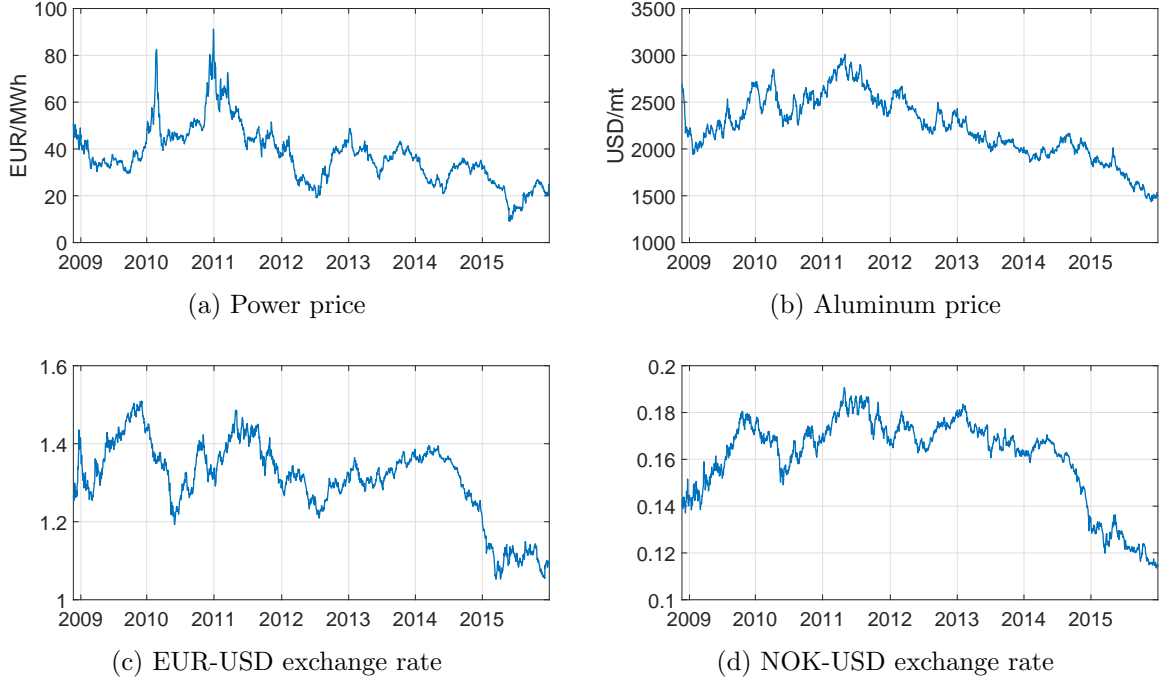 100
80
60
40
20
0
EUR/MWh
2009 2010 2011 2012 2013 2014 2015
(a) Power price
3500
3000
2500
2000
1500
1000
USD/mt
2009 2010 2011 2012 2013 2014 2015
(b) Aluminum price
1.6
1.4
1.2
1
2009 2010 2011 2012 2013 2014 2015
(c) EUR-USD exchange rate
0.2
0.18
0.16
0.14
0.12
0.1
2009 2010 2011 2012 2013 2014 2015
(d) NOK-USD exchange rate